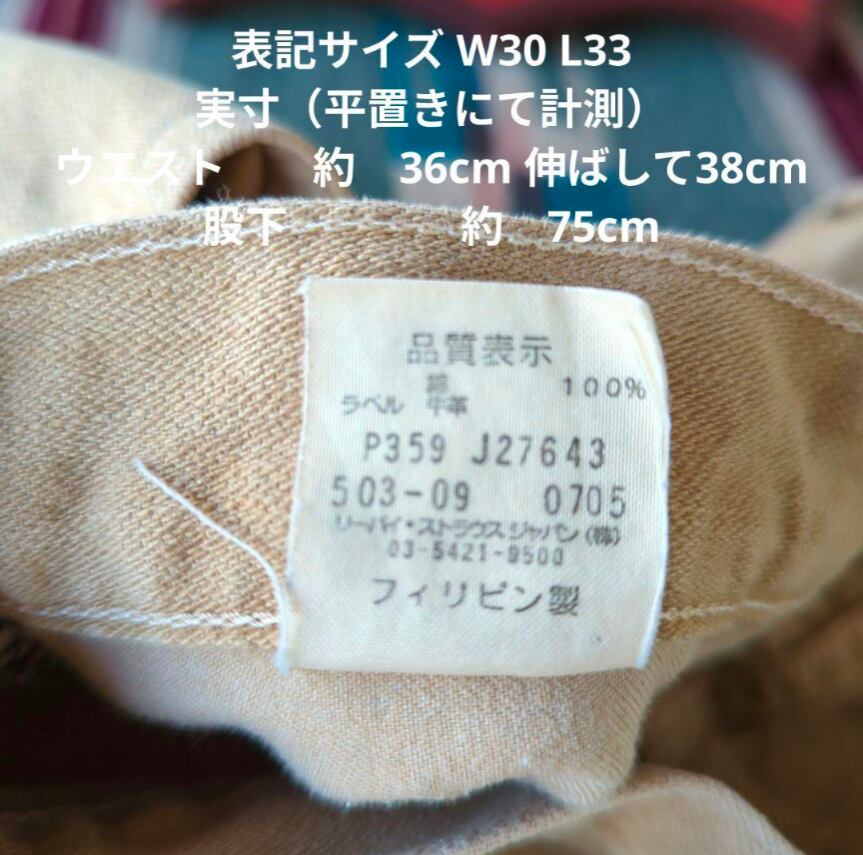 表記サイズ W30 L33
実寸（平置きにて計測）
ウエスト　　約　36cm 伸ばして38cm
股下　　　　約　75cm
品質表示
綿 100%
ラベル 牛革
P359 J27643
503-09 0705
リーバイ・ストラウス ジャパン(株)
03-5421-9500
フィリピン製